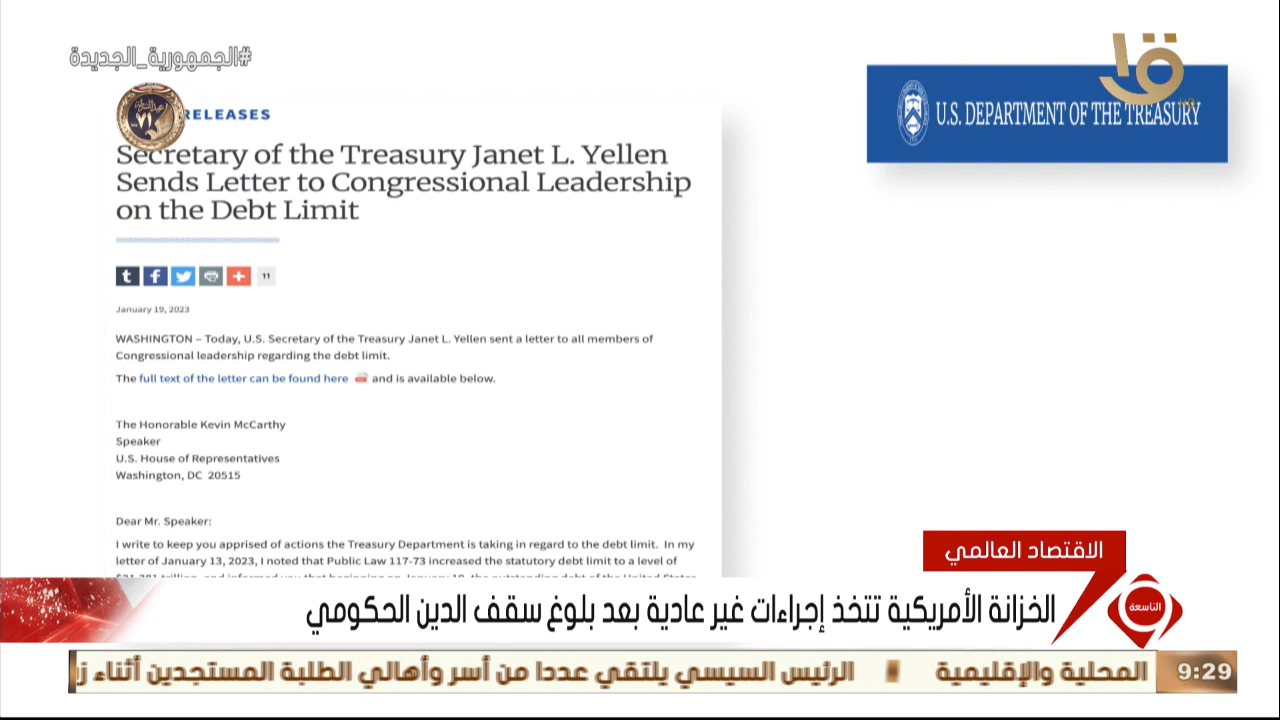 #الجمهورية_الجديدة
U.S. DEPARTMENT OF THE TREASURY
RELEASES
Secretary of the Treasury Janet L. Yellen
Sends Letter to Congressional Leadership
on the Debt Limit
11
January 19, 2023
WASHINGTON – Today, U.S. Secretary of the Treasury Janet L. Yellen sent a letter to all members of
Congressional leadership regarding the debt limit.
The full text of the letter can be found here and is available below.
The Honorable Kevin McCarthy
Speaker
U.S. House of Representatives
Washington, DC 20515
Dear Mr. Speaker:
I write to keep you apprised of actions the Treasury Department is taking in regard to the debt limit. In my
letter of January 13, 2023, I noted that Public Law 117-73 increased the statutory debt limit to a level of
الاقتصاد العالمي
التاسعة
الخزانة الأمريكية تتخذ إجراءات غير عادية بعد بلوغ سقف الدين الحكومي
9:29 المحلية والإقليمية الرئيس السيسي يلتقي عددا من أسر وأهالي الطلبة المستجدين أثناء